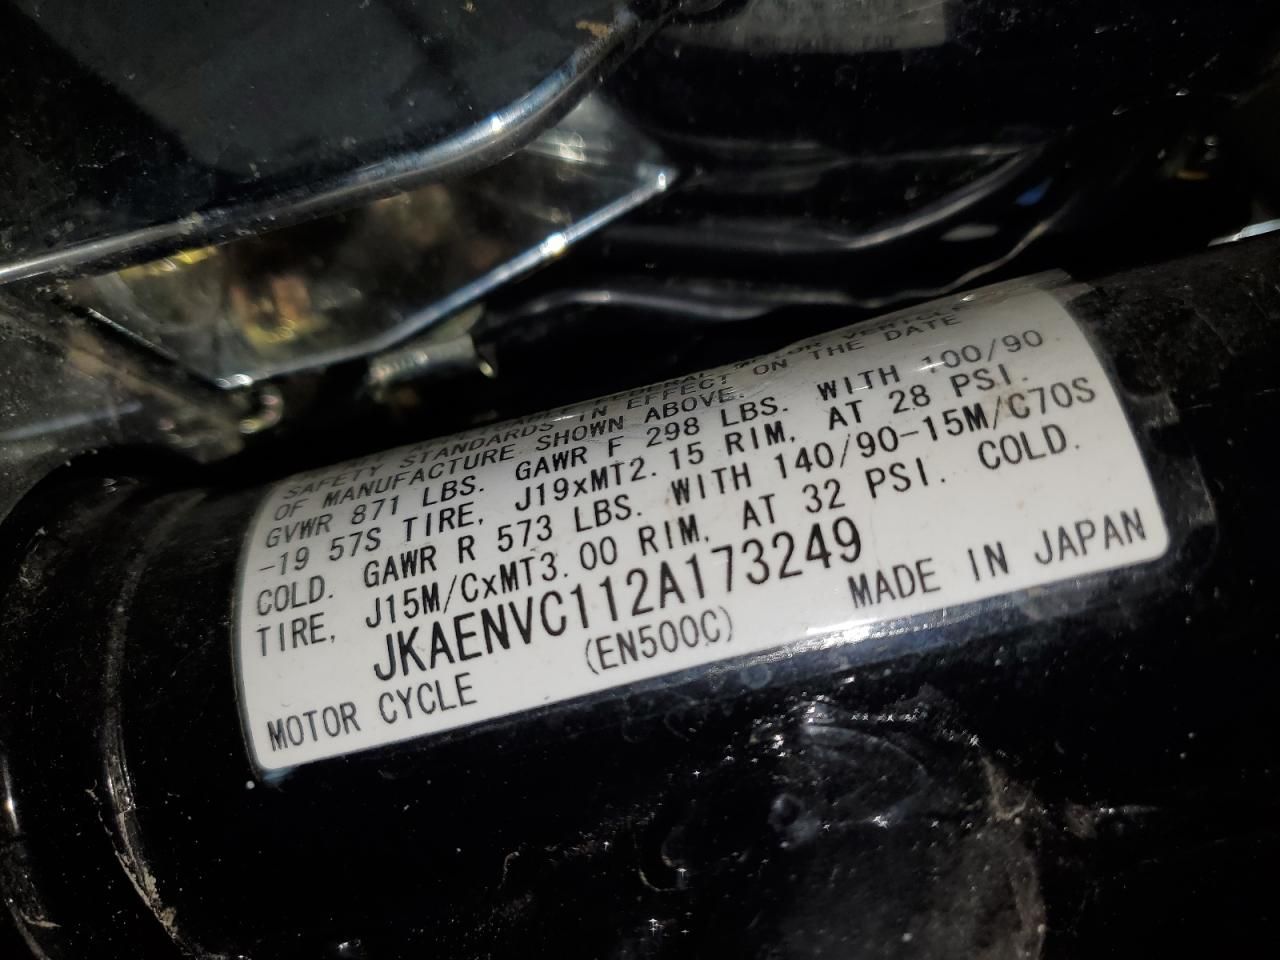 MOTOR VEHICLE
SAFETY STANDARDS IN EFFECT ON THE DATE
OF MANUFACTURE SHOWN ABOVE.
GVWR 871 LBS. GAWR F 298 LBS. WITH 100/90
-19 57S TIRE, J19xMT2.15 RIM, AT 28 PSI.
COLD. GAWR R 573 LBS. WITH 140/90-15M/C70S
TIRE, J15M/CxMT3.00 RIM, AT 32 PSI. COLD.
JKAENVC112A173249
MOTOR CYCLE (EN500C) MADE IN JAPAN